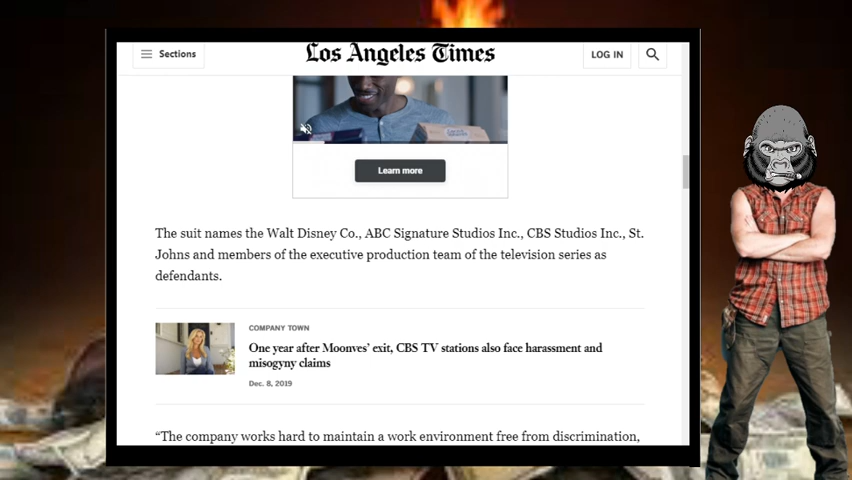 Sections
Los Angeles Times
LOG IN
Learn more
The suit names the Walt Disney Co., ABC Signature Studios Inc., CBS Studios Inc., St.
Johns and members of the executive production team of the television series as
defendants.
COMPANY TOWN
One year after Moonves' exit, CBS TV stations also face harassment and
misogyny claims
Dec. 8, 2019
“The company works hard to maintain a work environment free from discrimination,